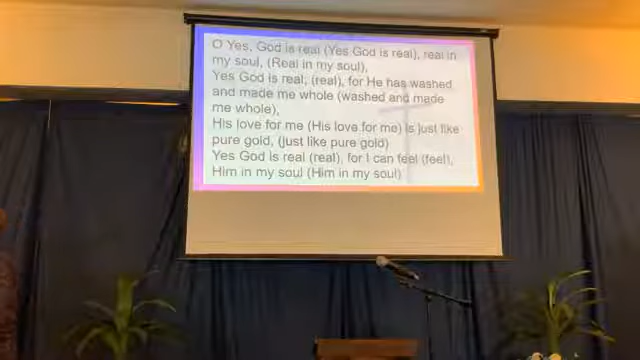 O Yes, God is real (Yes God is real), real in
my soul, (Real in my soul),
Yes God is real, (real), for He has washed
and made me whole (washed and made
me whole),
His love for me (His love for me) is just like
pure gold, (just like pure gold)
Yes God is real (real), for I can feel (feel),
Him in my soul (Him in my soul)